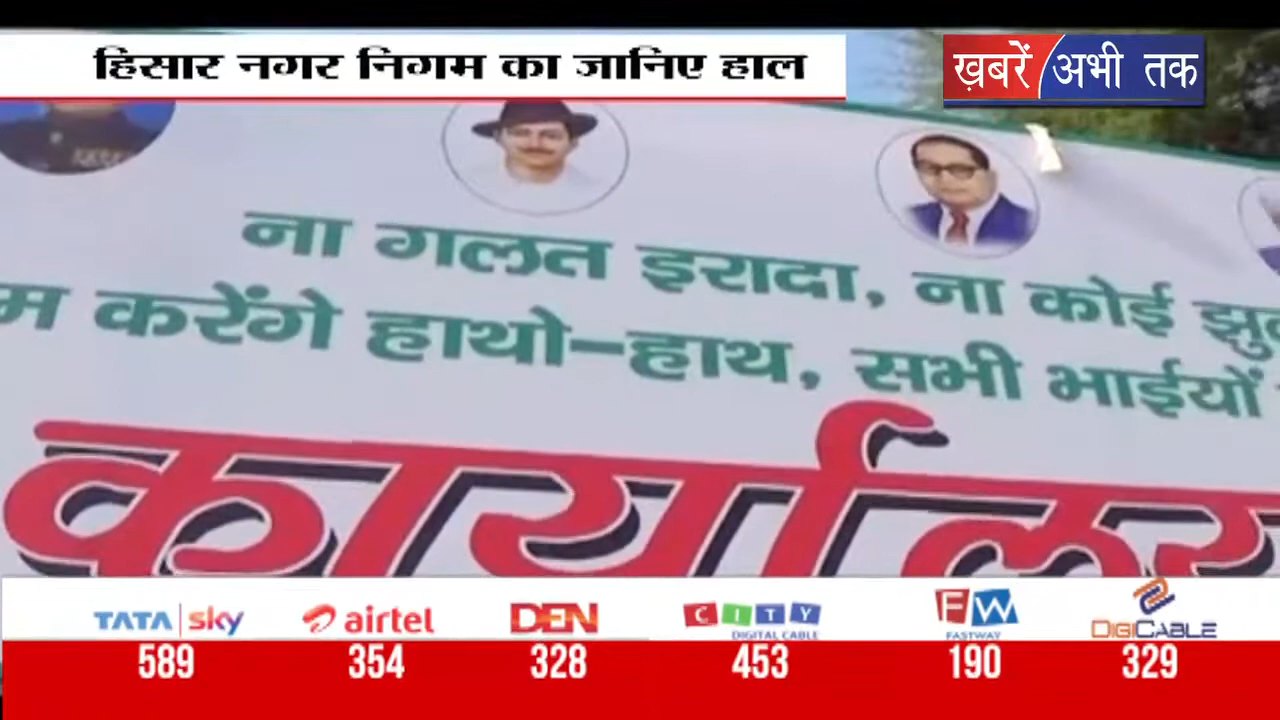 हिसार नगर निगम का जानिए हाल
ख़बरें अभी तक
ना गलत इरादा, ना कोई
करेंगे हाथो-हाथ, सभी भाईयों
TATA sky airtel DEN CITY DIGITAL CABLE FW FASTWAY DIGICABLE
589 354 328 453 190 329